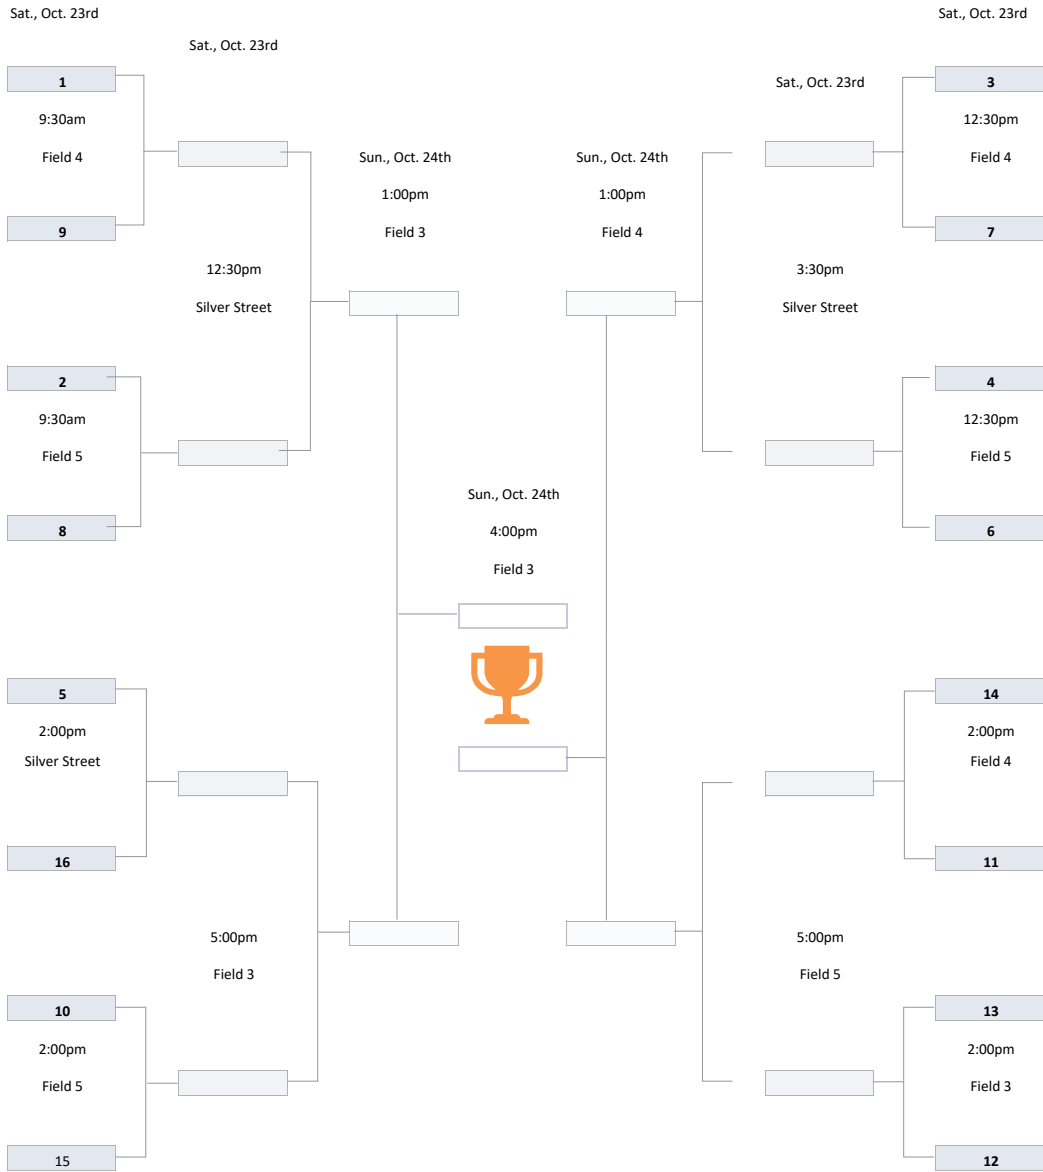 Sat., Oct. 23rd
Sat., Oct. 23rd
Sat., Oct. 23rd
Sat., Oct. 23rd
1
9:30am
Field 4
9
12:30pm
Silver Street
2
9:30am
Field 5
8
Sun., Oct. 24th
1:00pm
Field 3
Sun., Oct. 24th
1:00pm
Field 4
3
12:30pm
Field 4
7
3:30pm
Silver Street
4
12:30pm
Field 5
6
Sun., Oct. 24th
4:00pm
Field 3
5
2:00pm
Silver Street
16
5:00pm
Field 3
10
2:00pm
Field 5
15
14
2:00pm
Field 4
11
5:00pm
Field 5
13
2:00pm
Field 3
12